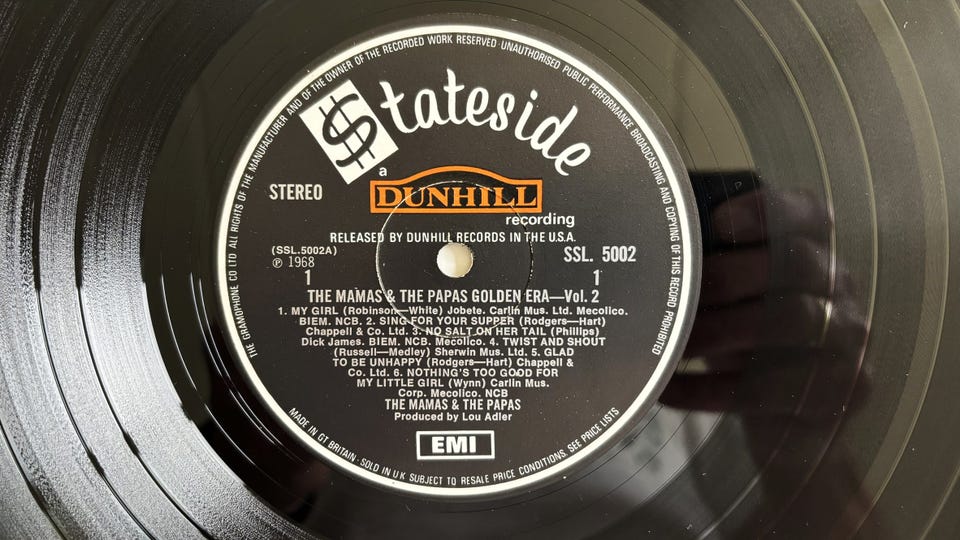 THE GRAMOPHONE CO LTD ALL RIGHTS OF THE MANUFACTURER AND OF THE OWNER OF THE RECORDED WORK RESERVED · UNAUTHORISED PUBLIC PERFORMANCE BROADCASTING AND COPYING OF THIS RECORD PROHIBITED
$tateside
a
DUNHILL
recording
STEREO
RELEASED BY DUNHILL RECORDS IN THE U.S.A.
(SSL.5002A) SSL. 5002
℗ 1968
1 1
THE MAMAS & THE PAPAS GOLDEN ERA—Vol. 2
1. MY GIRL (Robinson—White) Jobete. Carlin Mus. Ltd. Mecolico.
BIEM. NCB. 2. SING FOR YOUR SUPPER (Rodgers—Hart)
Chappell & Co. Ltd. 3. NO SALT ON HER TAIL (Phillips)
Dick James. BIEM. NCB. Mecolico. 4. TWIST AND SHOUT
(Russell—Medley) Sherwin Mus. Ltd. 5. GLAD
TO BE UNHAPPY (Rodgers—Hart) Chappell &
Co. Ltd. 6. NOTHING'S TOO GOOD FOR
MY LITTLE GIRL (Wynn) Carlin Mus.
Corp. Mecolico. NCB
THE MAMAS & THE PAPAS
Produced by Lou Adler
EMI
MADE IN GT BRITAIN · SOLD IN U K SUBJECT TO RESALE PRICE CONDITIONS, SEE PRICE LISTS